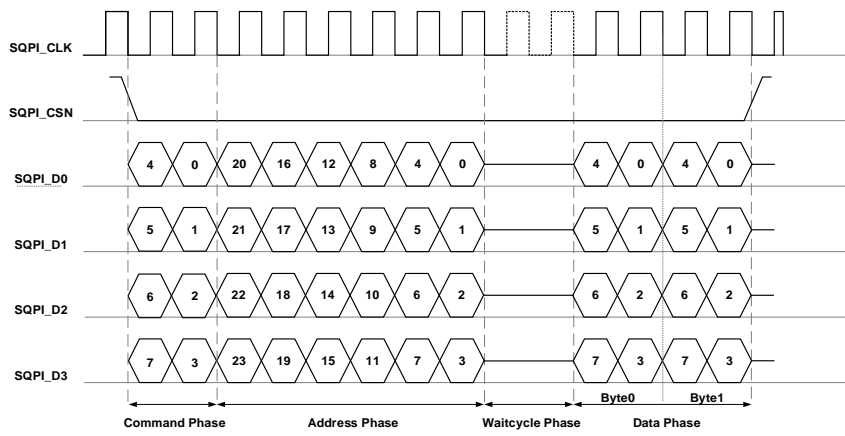 SQPI_CLK
SQPI_CSN
4 0 20 16 12 8 4 0 4 0 4 0
SQPI_D0
5 1 21 17 13 9 5 1 5 1 5 1
SQPI_D1
6 2 22 18 14 10 6 2 6 2 6 2
SQPI_D2
7 3 23 19 15 11 7 3 7 3 7 3
SQPI_D3
Byte0 Byte1
Command Phase Address Phase Waitcycle Phase Data Phase